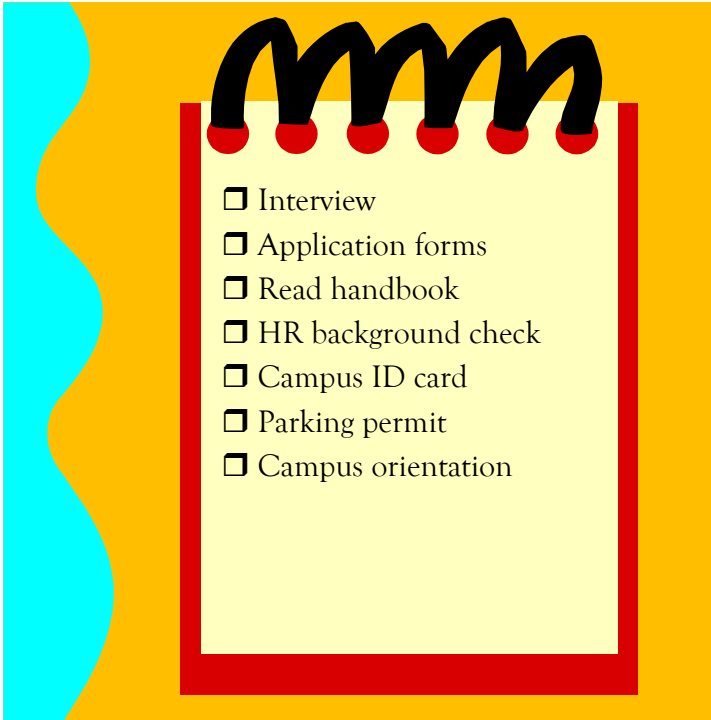 ❒ Interview
❒ Application forms
❒ Read handbook
❒ HR background check
❒ Campus ID card
❒ Parking permit
❒ Campus orientation